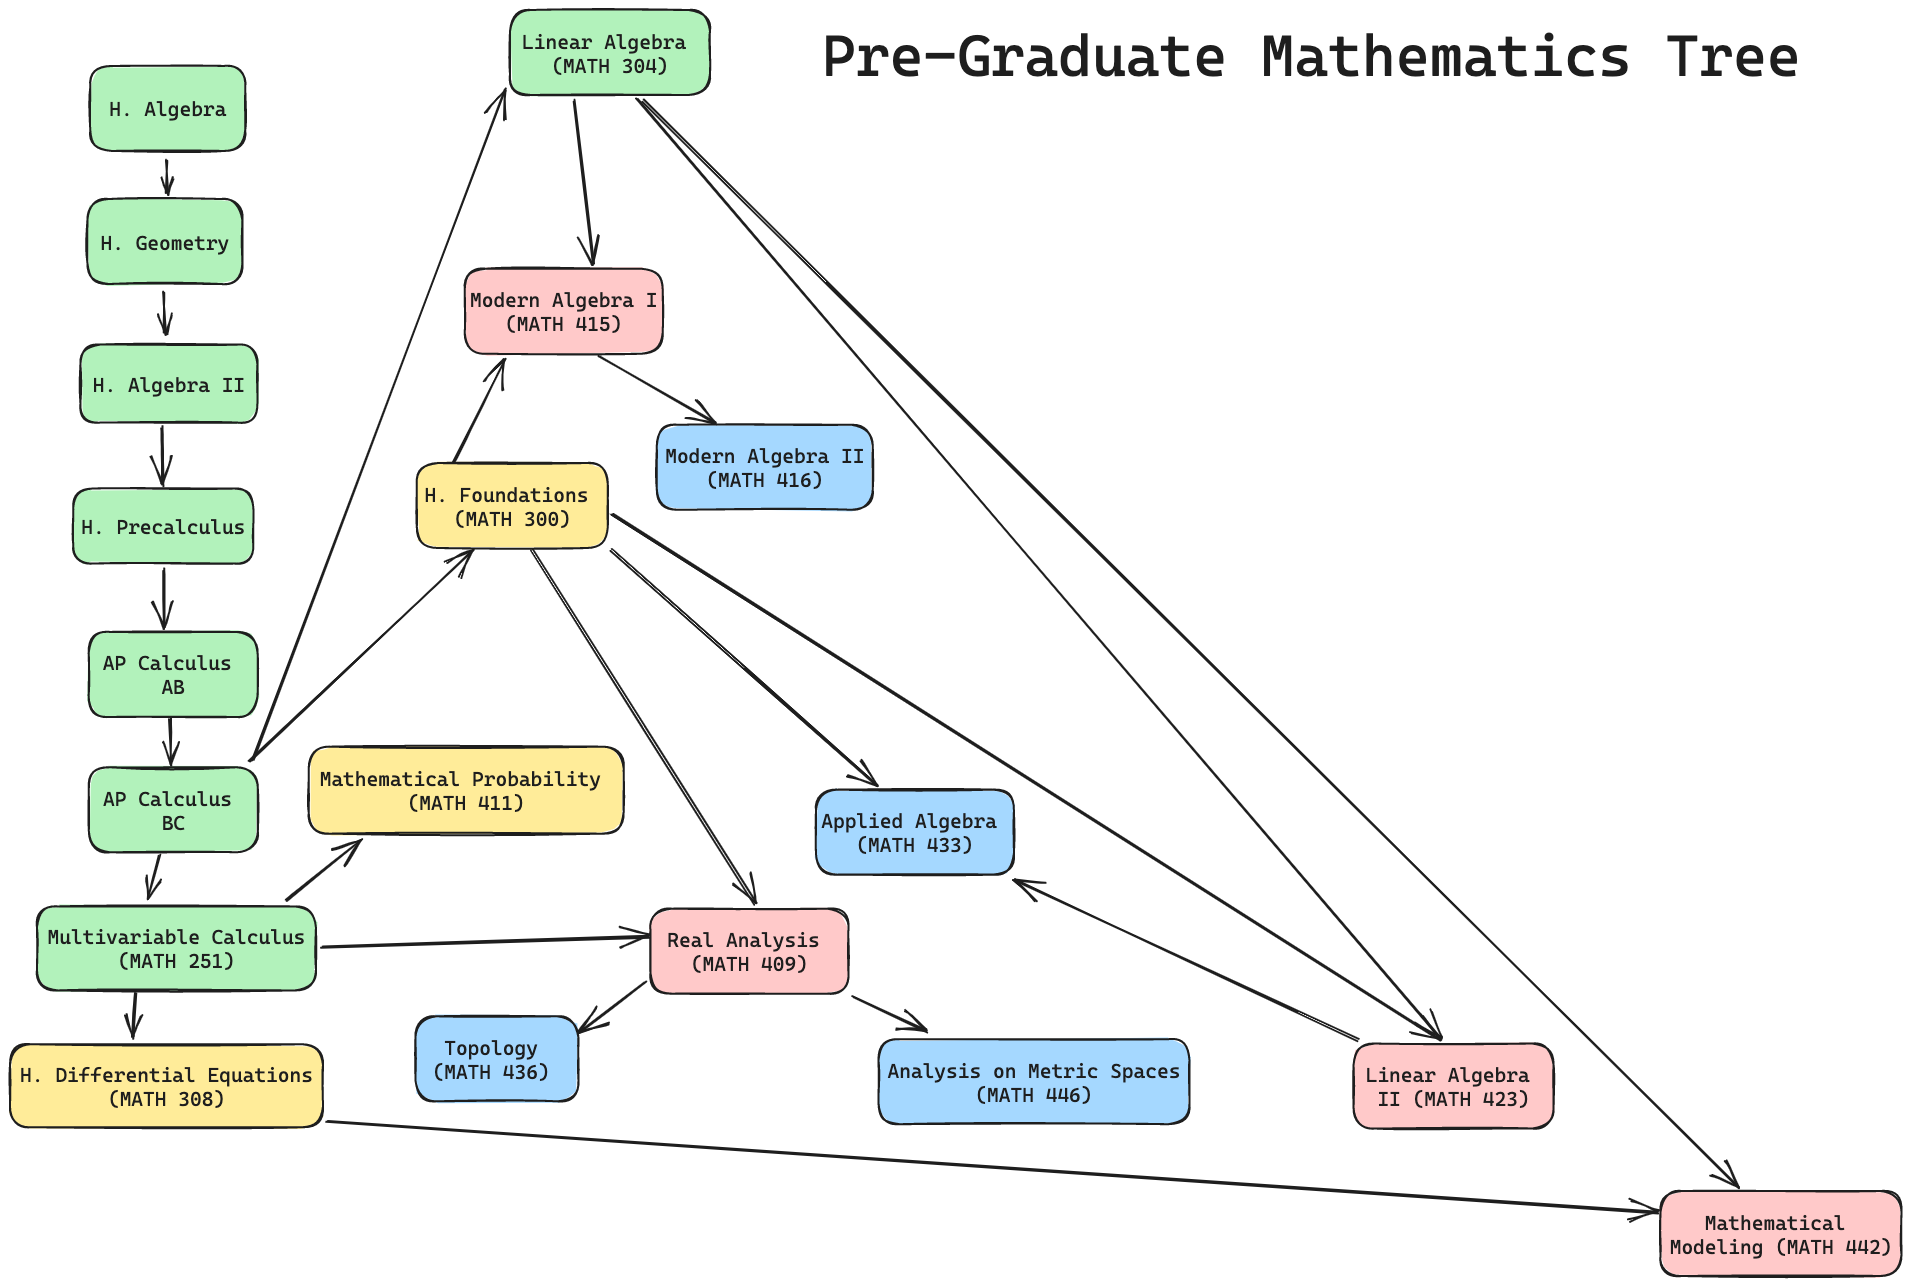 Pre-Graduate Mathematics Tree
Linear Algebra
(MATH 304)
H. Algebra
H. Geometry
H. Algebra II
H. Precalculus
AP Calculus
AB
AP Calculus
BC
Multivariable Calculus
(MATH 251)
H. Differential Equations
(MATH 308)
Modern Algebra I
(MATH 415)
Modern Algebra II
(MATH 416)
H. Foundations
(MATH 300)
Mathematical Probability
(MATH 411)
Applied Algebra
(MATH 433)
Real Analysis
(MATH 409)
Topology
(MATH 436)
Analysis on Metric Spaces
(MATH 446)
Linear Algebra
II (MATH 423)
Mathematical
Modeling (MATH 442)